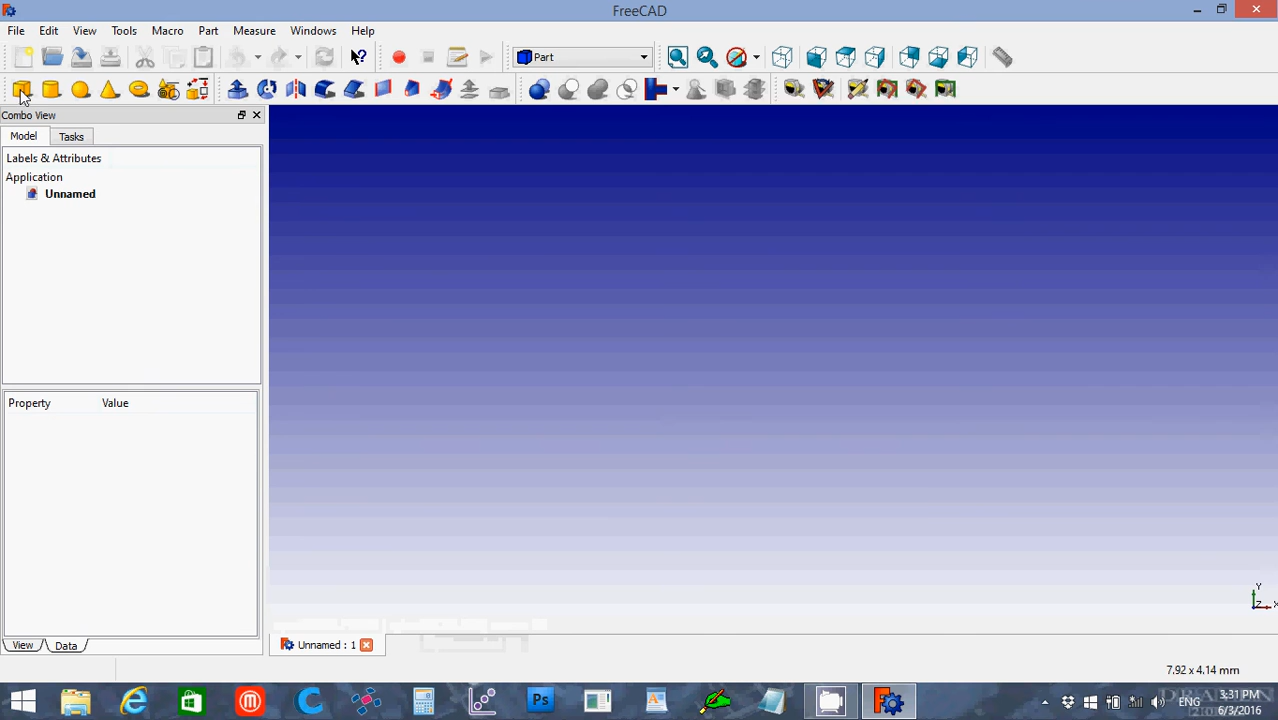 FreeCAD
File Edit View Tools Macro Part Measure Windows Help
Part
Combo View
Model Tasks
Labels & Attributes
Application
Unnamed
Property Value
Y
Z X
View Data
Unnamed : 1
7.92 x 4.14 mm
Ps
ENG
3:31 PM
6/3/2016